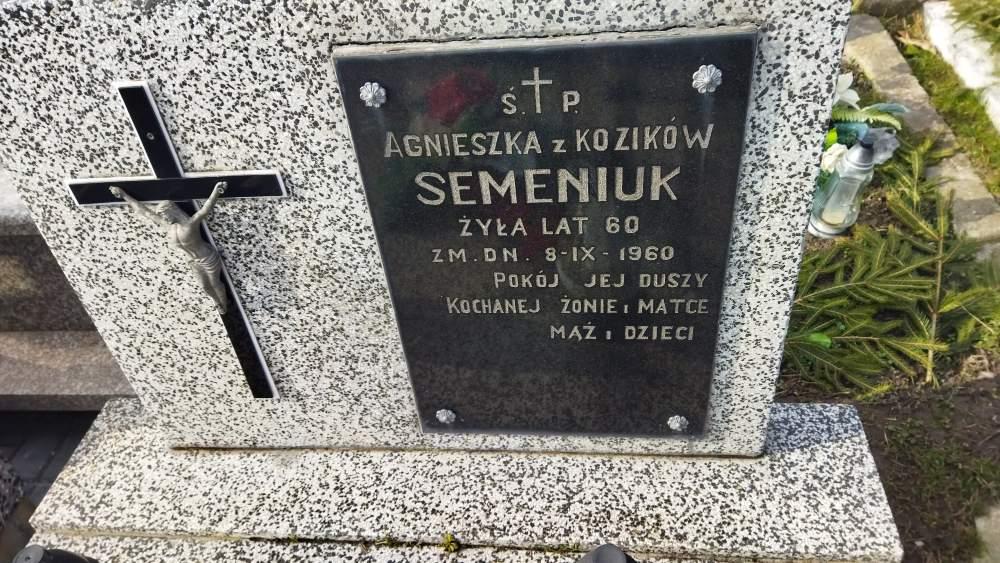 Ś.†P.
AGNIESZKA z KOZIKÓW
SEMENIUK
ŻYŁA LAT 60
ZM. DN. 8-IX-1960
POKÓJ JEJ DUSZY
KOCHANEJ ŻONIE i MATCE
MĄŻ i DZIECI